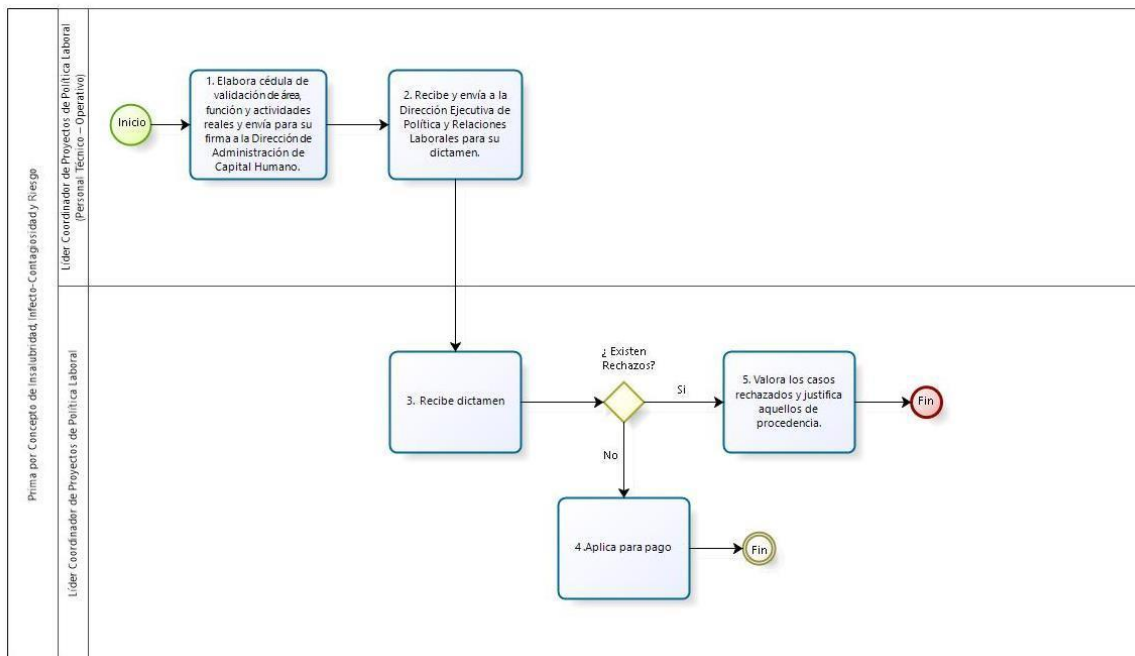 Prima por Concepto de Insalubridad, Infecto-Contagiosidad y Riesgo
Líder Coordinador de Proyectos de Política Laboral
(Personal Técnico – Operativo)
Inicio
1. Elabora cédula de
validación de área,
función y actividades
reales y envía para su
firma a la Dirección de
Administración de
Capital Humano.
2. Recibe y envía a la
Dirección Ejecutiva de
Política y Relaciones
Laborales para su
dictamen.
Líder Coordinador de Proyectos de Política Laboral
3. Recibe dictamen
¿ Existen
Rechazos?
Si
5. Valora los casos
rechazados y justifica
aquellos de
procedencia.
Fin
No
4.Aplica para pago
Fin